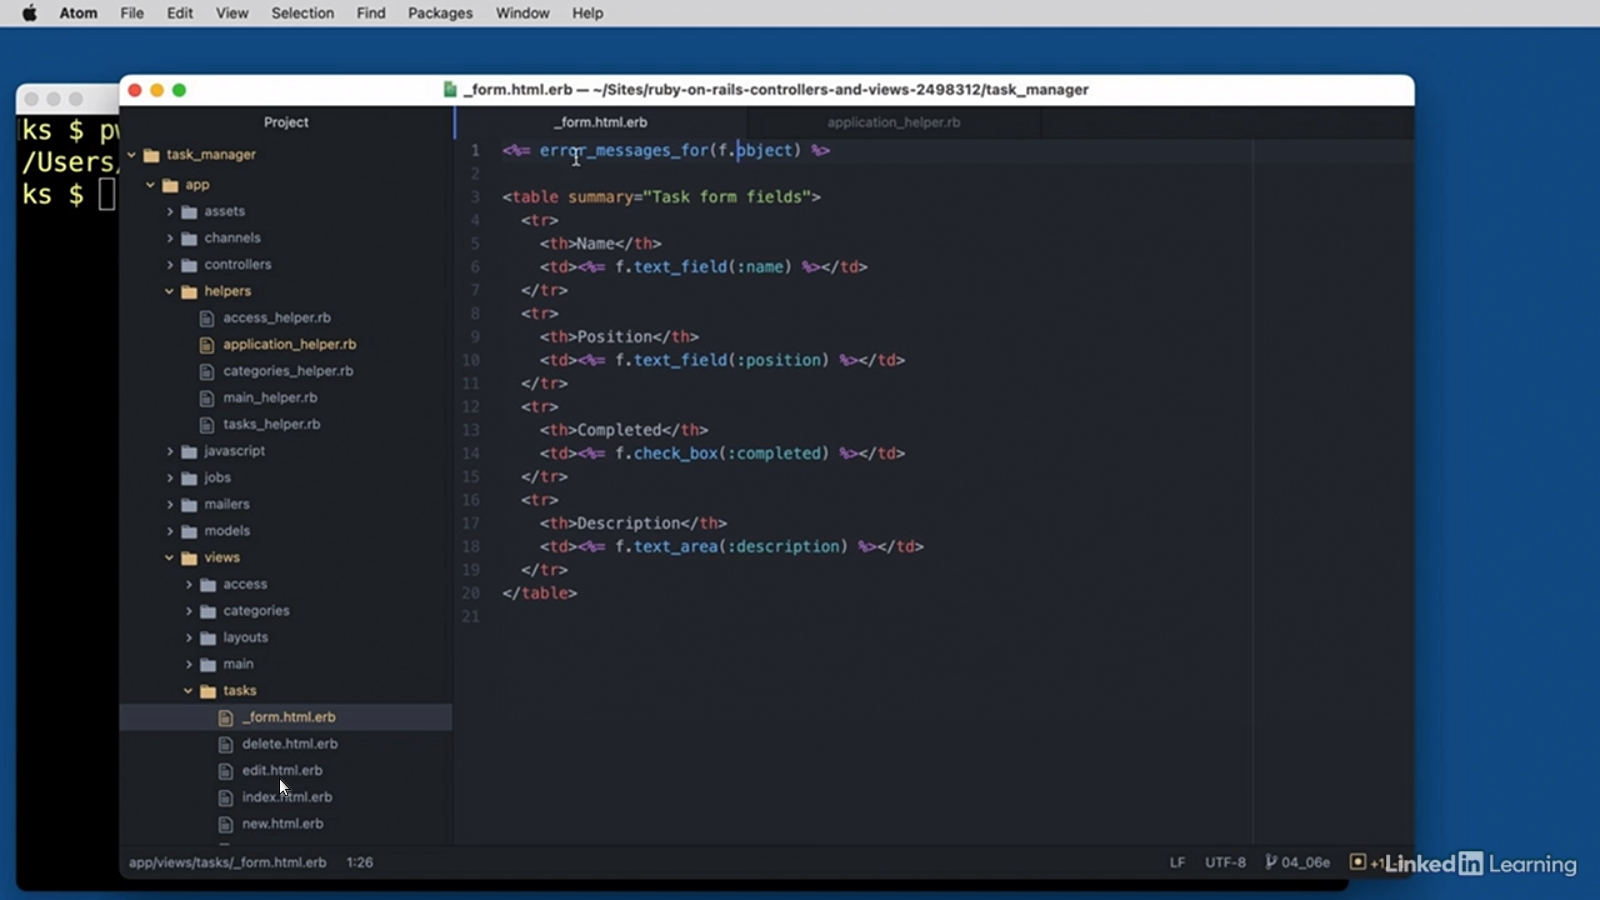 Atom File Edit View Selection Find Packages Window Help
_form.html.erb — ~/Sites/ruby-on-rails-controllers-and-views-2498312/task_manager
ks $
/Users/
ks $
Project
task_manager
app
assets
channels
controllers
helpers
access_helper.rb
application_helper.rb
categories_helper.rb
main_helper.rb
tasks_helper.rb
javascript
jobs
mailers
models
views
access
categories
layouts
main
tasks
_form.html.erb
delete.html.erb
edit.html.erb
index.html.erb
new.html.erb
_form.html.erb application_helper.rb
1 <%= error_messages_for(f.object) %>
2
3 <table summary="Task form fields">
4 <tr>
5 <th>Name</th>
6 <td><%= f.text_field(:name) %></td>
7 </tr>
8 <tr>
9 <th>Position</th>
10 <td><%= f.text_field(:position) %></td>
11 </tr>
12 <tr>
13 <th>Completed</th>
14 <td><%= f.check_box(:completed) %></td>
15 </tr>
16 <tr>
17 <th>Description</th>
18 <td><%= f.text_area(:description) %></td>
19 </tr>
20 </table>
21
app/views/tasks/_form.html.erb 1:26 LF UTF-8 04_06e
LinkedIn Learning